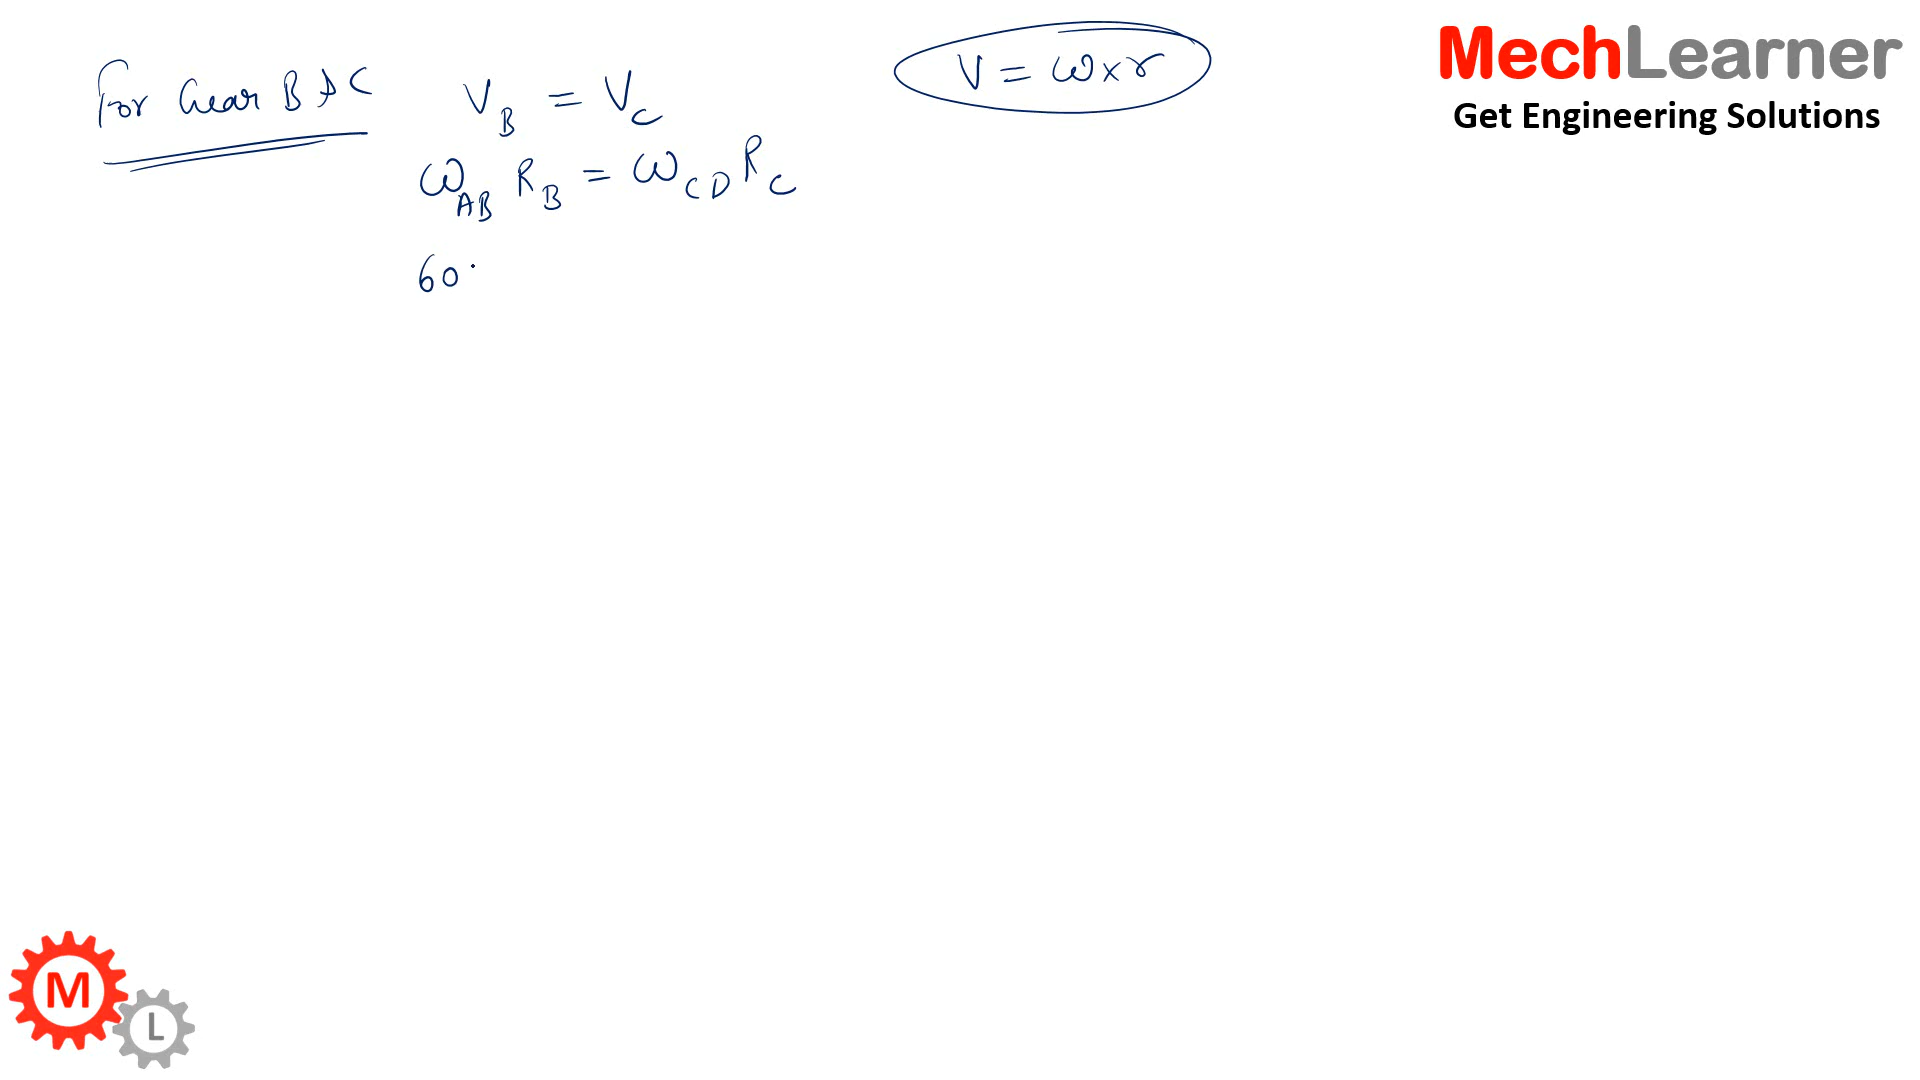 For Gear B & C
V_B = V_C
V = ω × r
ω_AB R_B = ω_CD R_C
60
MechLearner
Get Engineering Solutions
M
L